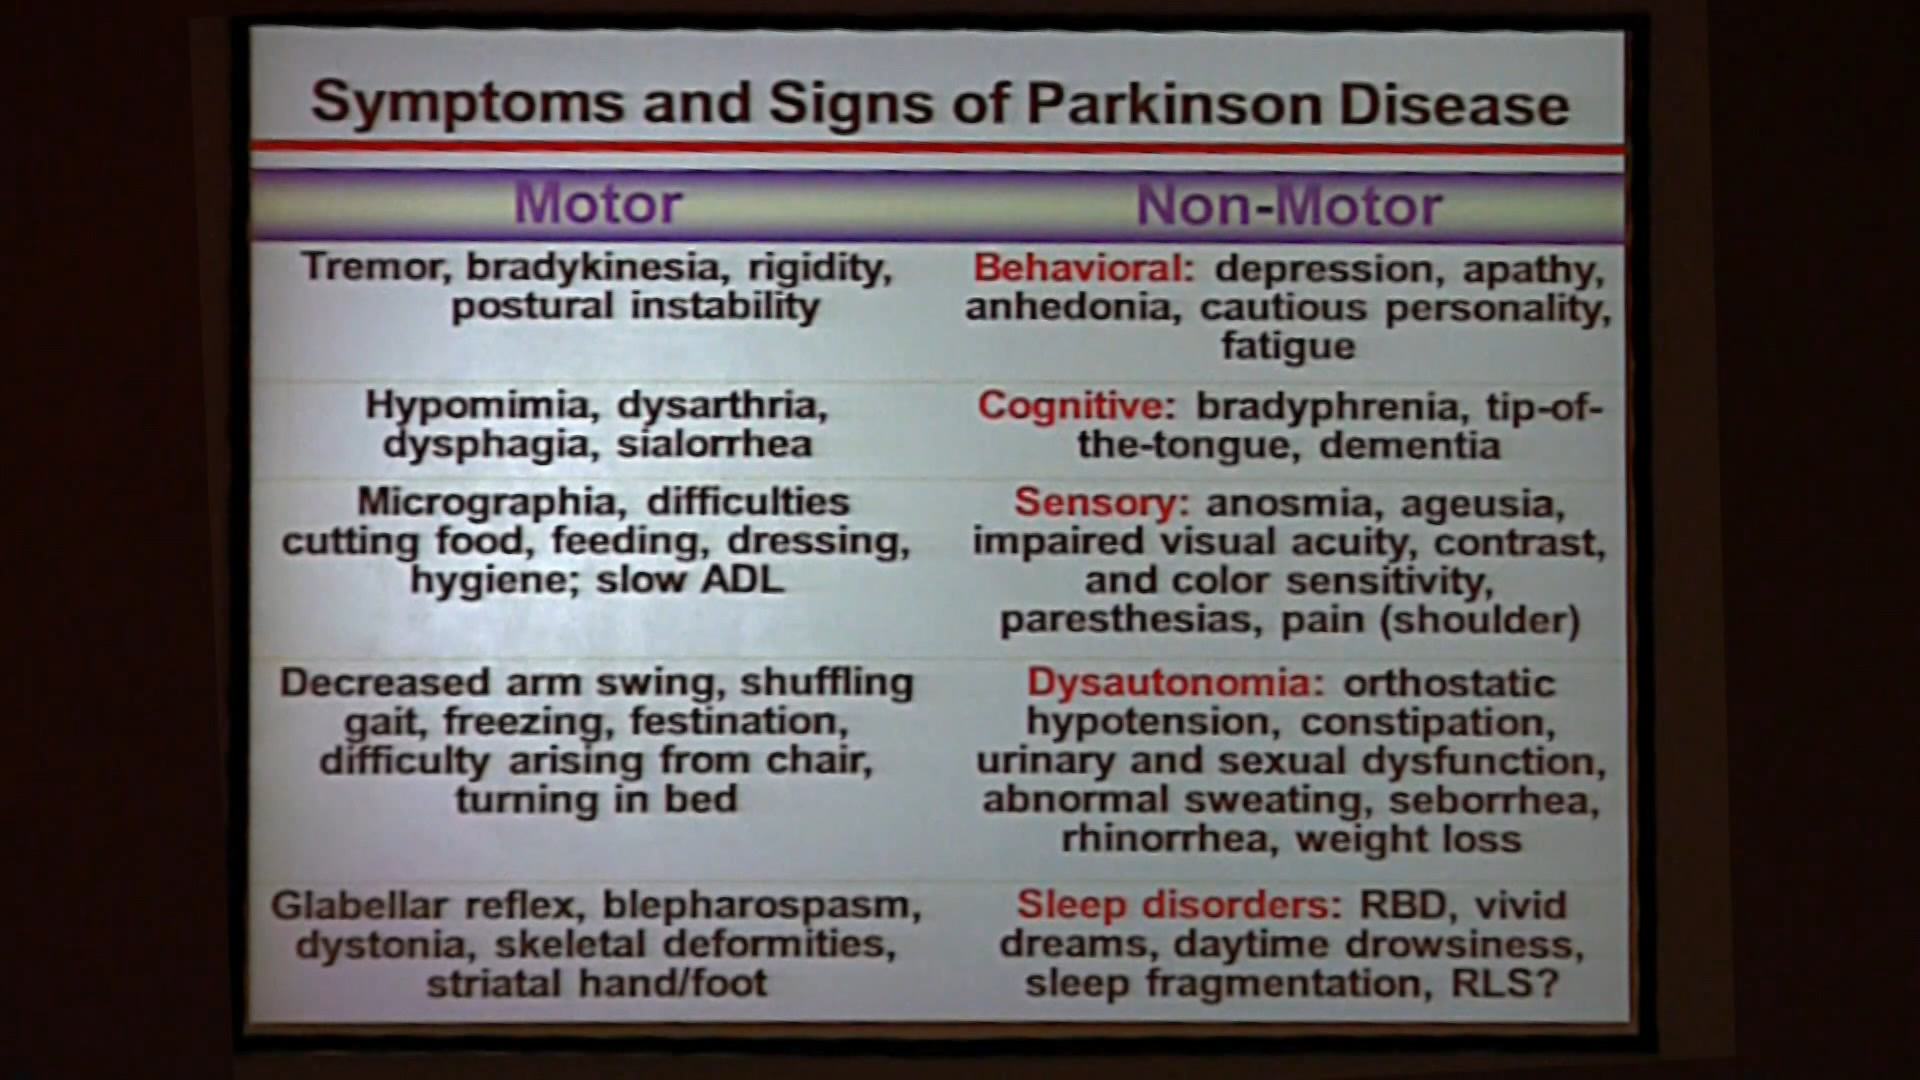 Symptoms and Signs of Parkinson Disease
Motor
Non-Motor
Tremor, bradykinesia, rigidity,
postural instability
Behavioral: depression, apathy,
anhedonia, cautious personality,
fatigue
Hypomimia, dysarthria,
dysphagia, sialorrhea
Cognitive: bradyphrenia, tip-of-
the-tongue, dementia
Micrographia, difficulties
cutting food, feeding, dressing,
hygiene; slow ADL
Sensory: anosmia, ageusia,
impaired visual acuity, contrast,
and color sensitivity,
paresthesias, pain (shoulder)
Decreased arm swing, shuffling
gait, freezing, festination,
difficulty arising from chair,
turning in bed
Dysautonomia: orthostatic
hypotension, constipation,
urinary and sexual dysfunction,
abnormal sweating, seborrhea,
rhinorrhea, weight loss
Glabellar reflex, blepharospasm,
dystonia, skeletal deformities,
striatal hand/foot
Sleep disorders: RBD, vivid
dreams, daytime drowsiness,
sleep fragmentation, RLS?